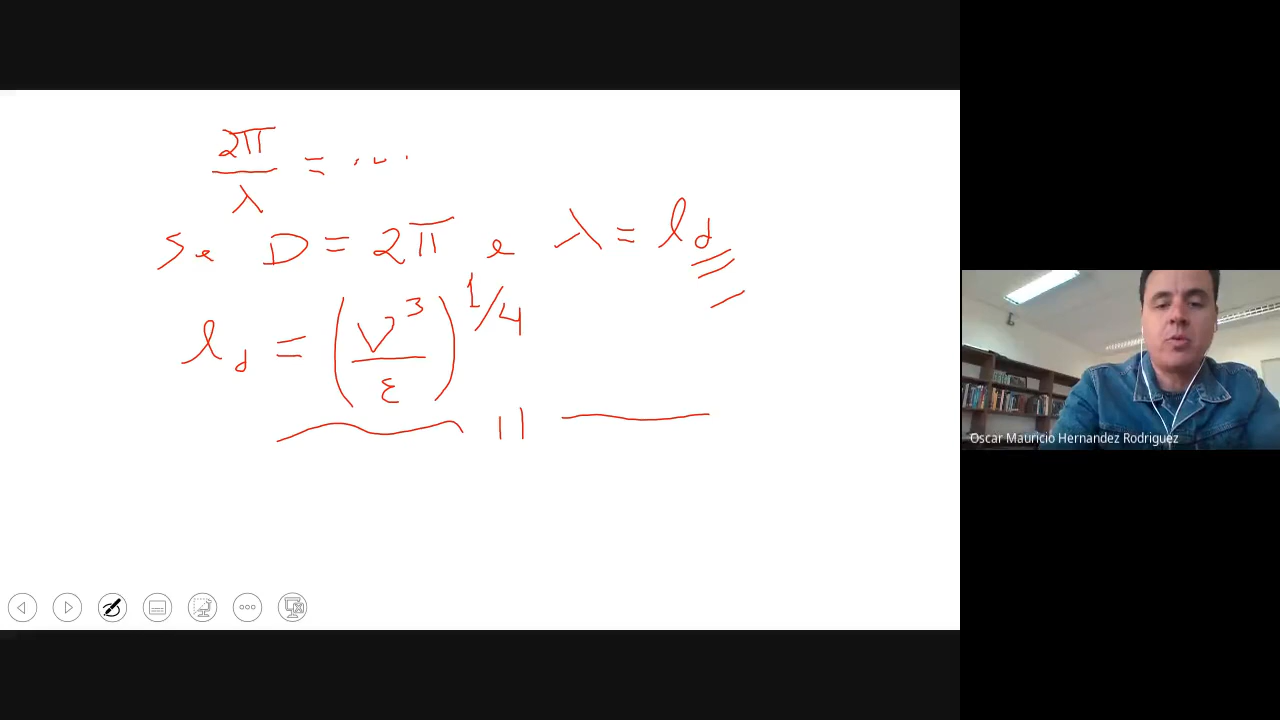 2π/λ = ...
Se D = 2π e λ = l_d
l_d = (ν³/ε)^1/4
Oscar Mauricio Hernandez Rodriguez